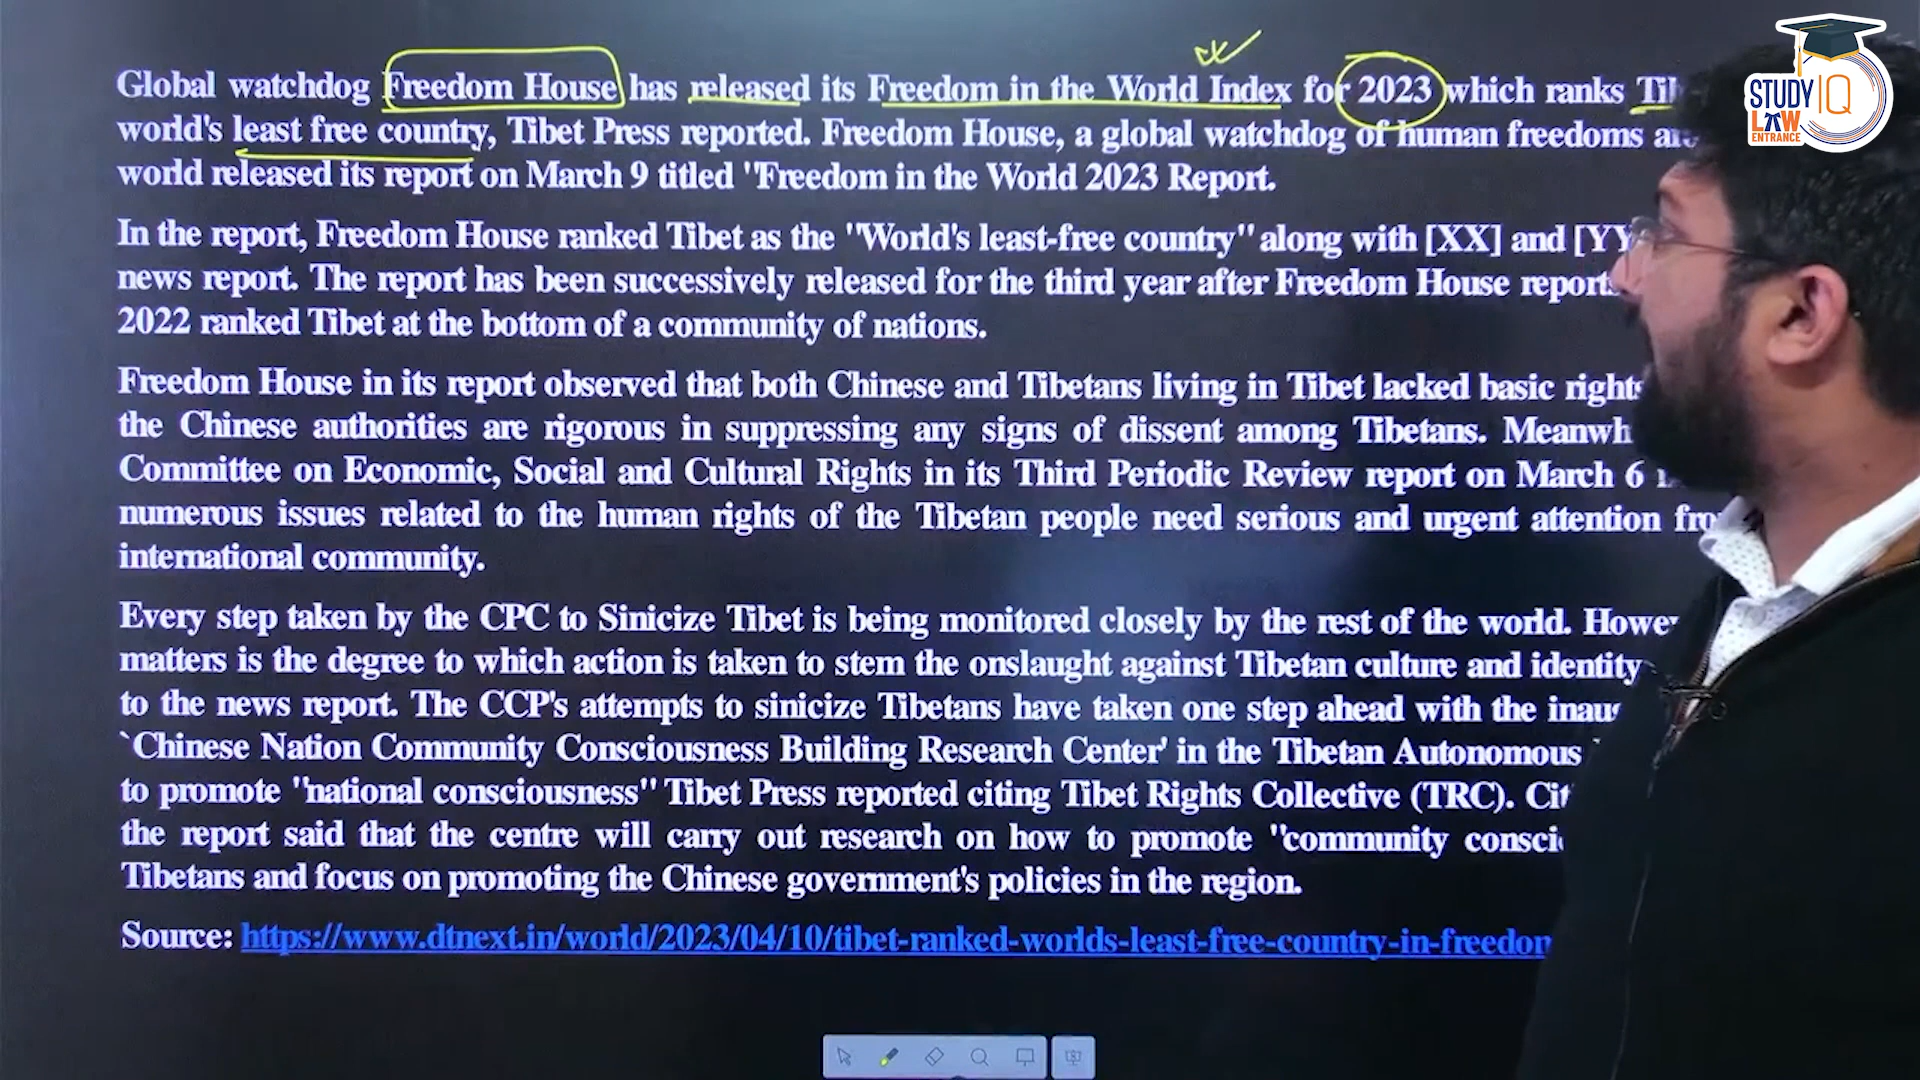 STUDY IQ
LAW
ENTRANCE
Global watchdog Freedom House has released its Freedom in the World Index for 2023 which ranks
world's least free country, Tibet Press reported. Freedom House, a global watchdog of human freedoms
world released its report on March 9 titled "Freedom in the World 2023 Report.
In the report, Freedom House ranked Tibet as the "World's least-free country" along with [XX] and
news report. The report has been successively released for the third year after Freedom House
2022 ranked Tibet at the bottom of a community of nations.
Freedom House in its report observed that both Chinese and Tibetans living in Tibet lacked basic
the Chinese authorities are rigorous in suppressing any signs of dissent among Tibetans.
Committee on Economic, Social and Cultural Rights in its Third Periodic Review report on March 6
numerous issues related to the human rights of the Tibetan people need serious and urgent attention
international community.
Every step taken by the CPC to Sinicize Tibet is being monitored closely by the rest of the world.
matters is the degree to which action is taken to stem the onslaught against Tibetan culture and identity
to the news report. The CCP's attempts to sinicize Tibetans have taken one step ahead with the
`Chinese Nation Community Consciousness Building Research Center' in the Tibetan Autonomous
to promote "national consciousness" Tibet Press reported citing Tibet Rights Collective (TRC).
the report said that the centre will carry out research on how to promote "community
Tibetans and focus on promoting the Chinese government's policies in the region.
Source: https://www.dtnext.in/world/2023/04/10/tibet-ranked-worlds-least-free-country-in-